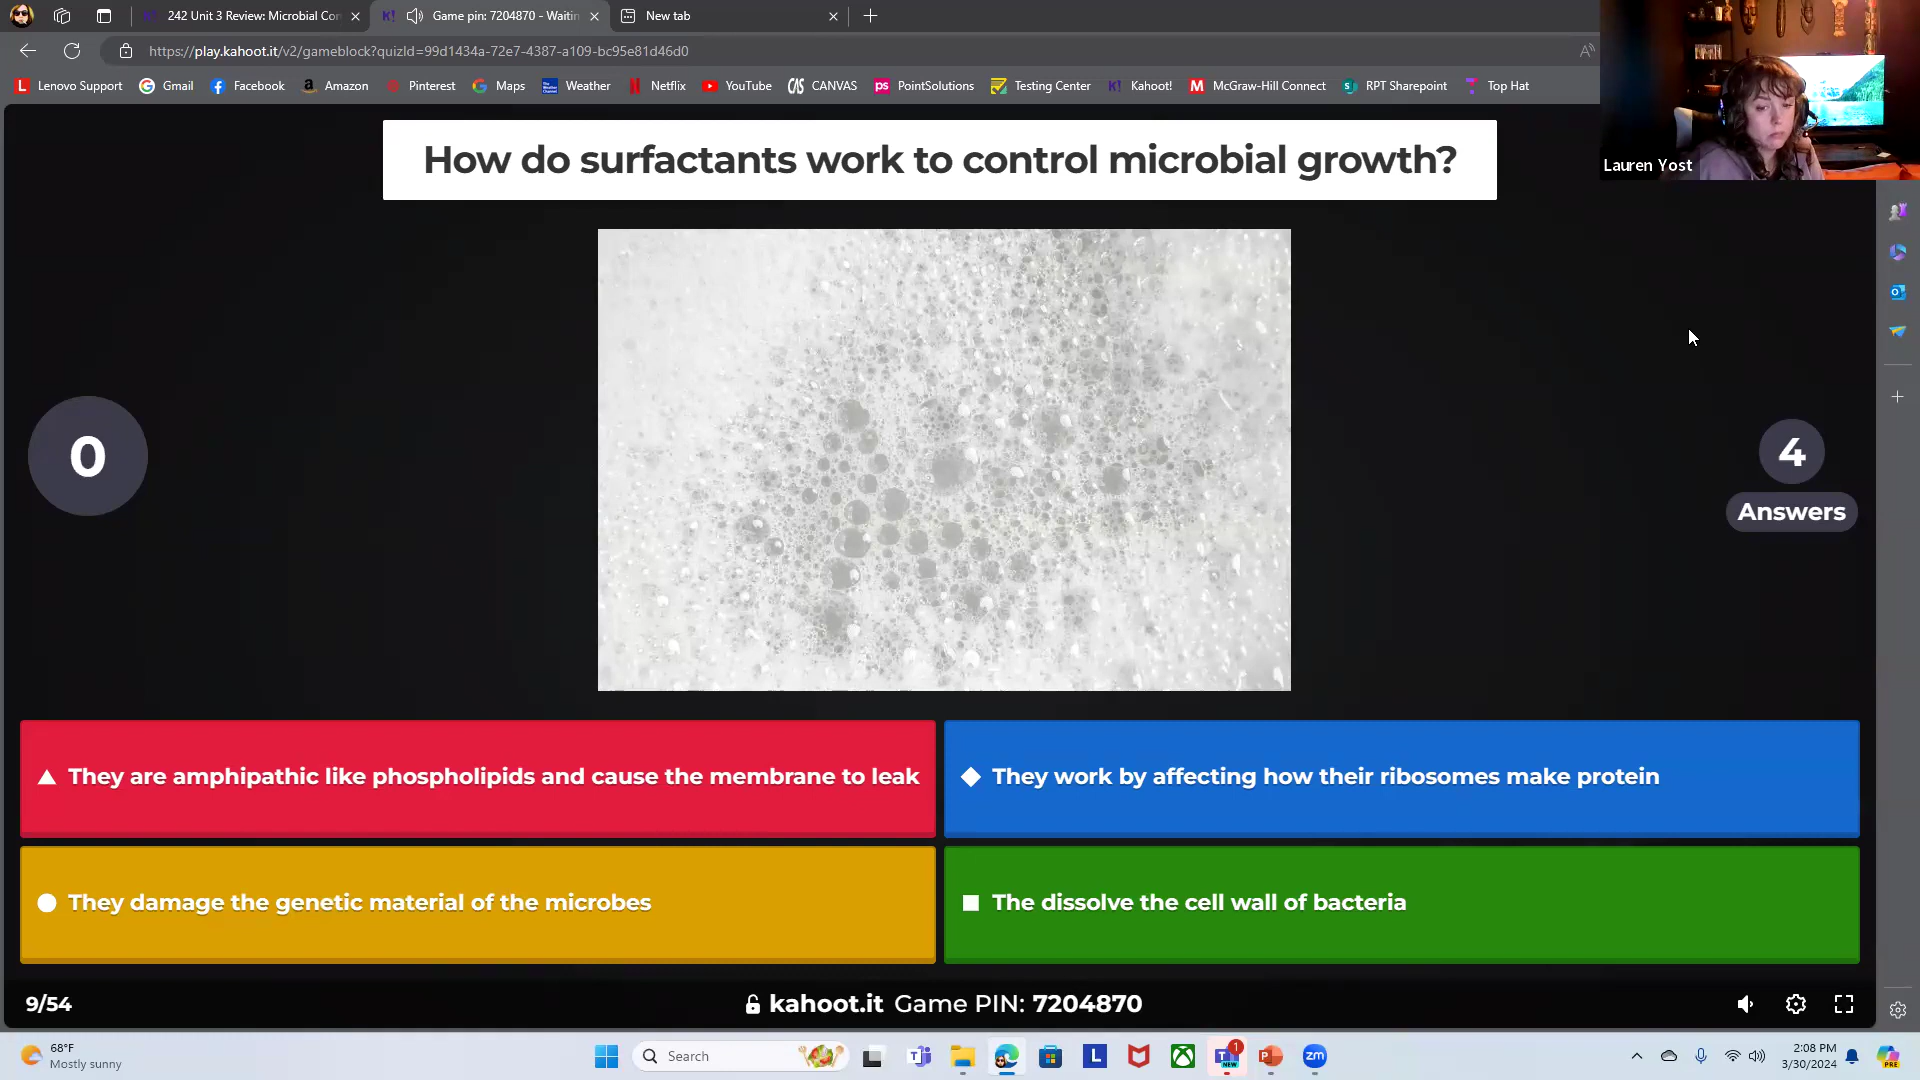 242 Unit 3 Review: Microbial Con
K!
Game pin: 7204870 - Waitin
New tab
https://play.kahoot.it/v2/gameblock?quizId=99d1434a-72e7-4387-a109-bc95e81d46d0
Lenovo Support
Gmail
Facebook
Amazon
Pinterest
Maps
Weather
Netflix
YouTube
CANVAS
PointSolutions
Testing Center
Kahoot!
McGraw-Hill Connect
RPT Sharepoint
Top Hat
Lauren Yost
How do surfactants work to control microbial growth?
0
4
Answers
They are amphipathic like phospholipids and cause the membrane to leak
They work by affecting how their ribosomes make protein
They damage the genetic material of the microbes
The dissolve the cell wall of bacteria
9/54
kahoot.it Game PIN: 7204870
68°F
Mostly sunny
Search
2:08 PM
3/30/2024